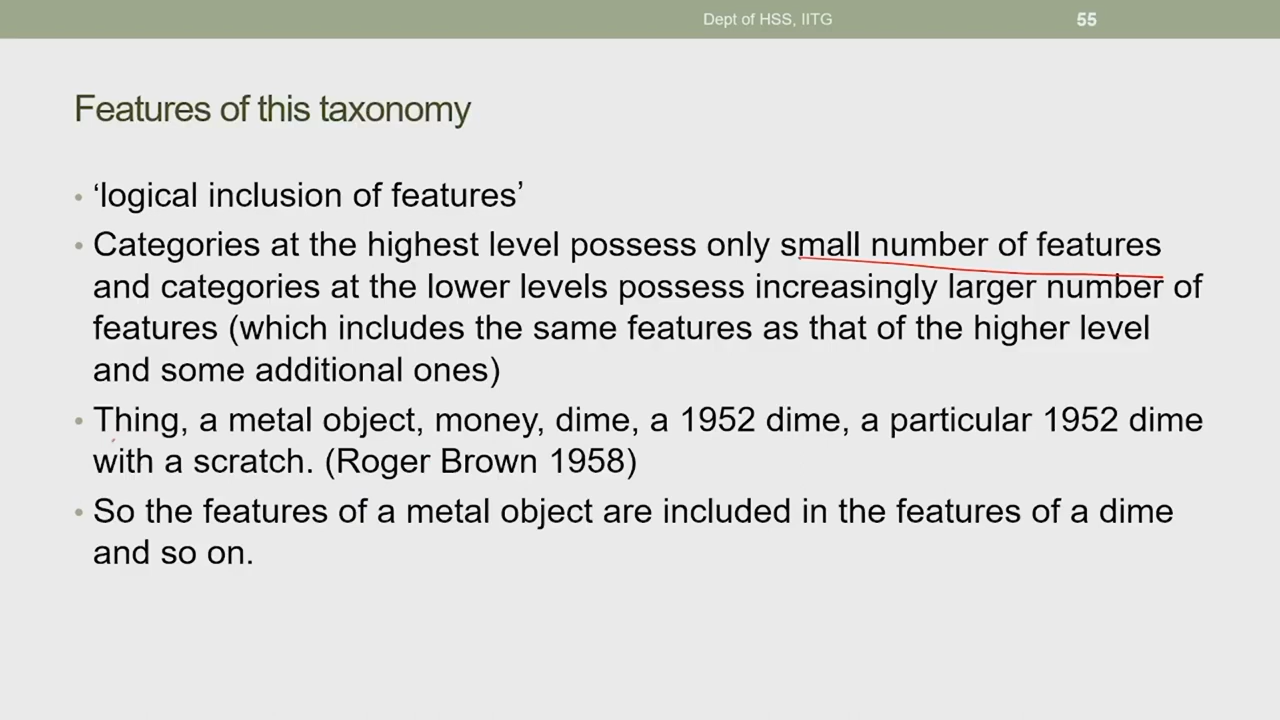 Dept of HSS, IITG
55
Features of this taxonomy
• ‘logical inclusion of features’
• Categories at the highest level possess only small number of features
and categories at the lower levels possess increasingly larger number of
features (which includes the same features as that of the higher level
and some additional ones)
• Thing, a metal object, money, dime, a 1952 dime, a particular 1952 dime
with a scratch. (Roger Brown 1958)
• So the features of a metal object are included in the features of a dime
and so on.